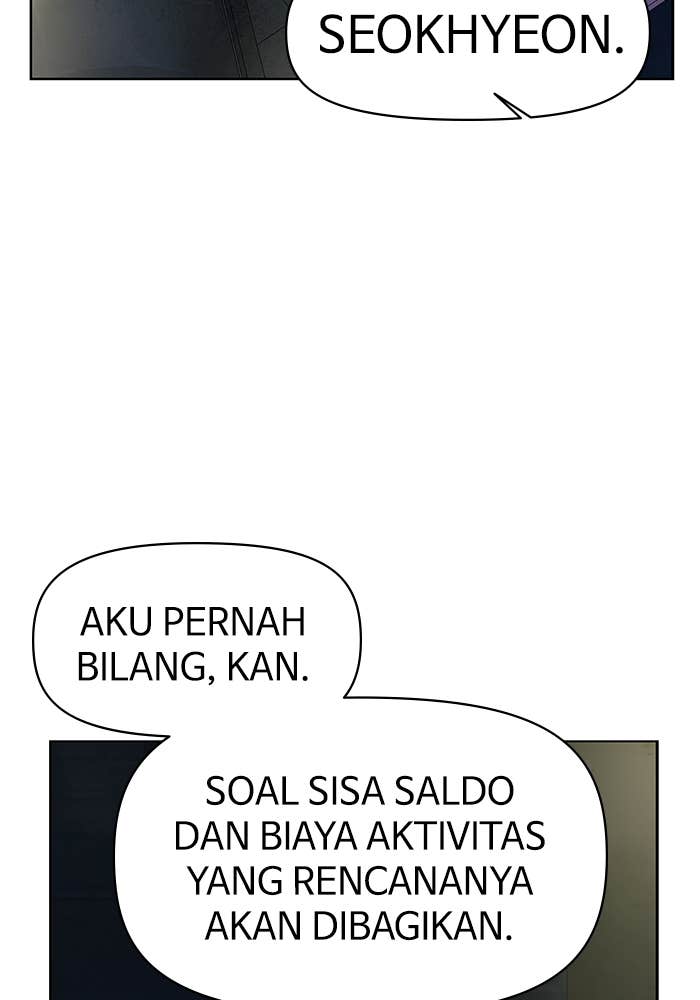 SEOKHYEON.
AKU PERNAH
BILANG, KAN.
SOAL SISA SALDO
DAN BIAYA AKTIVITAS
YANG RENCANANYA
AKAN DIBAGIKAN.